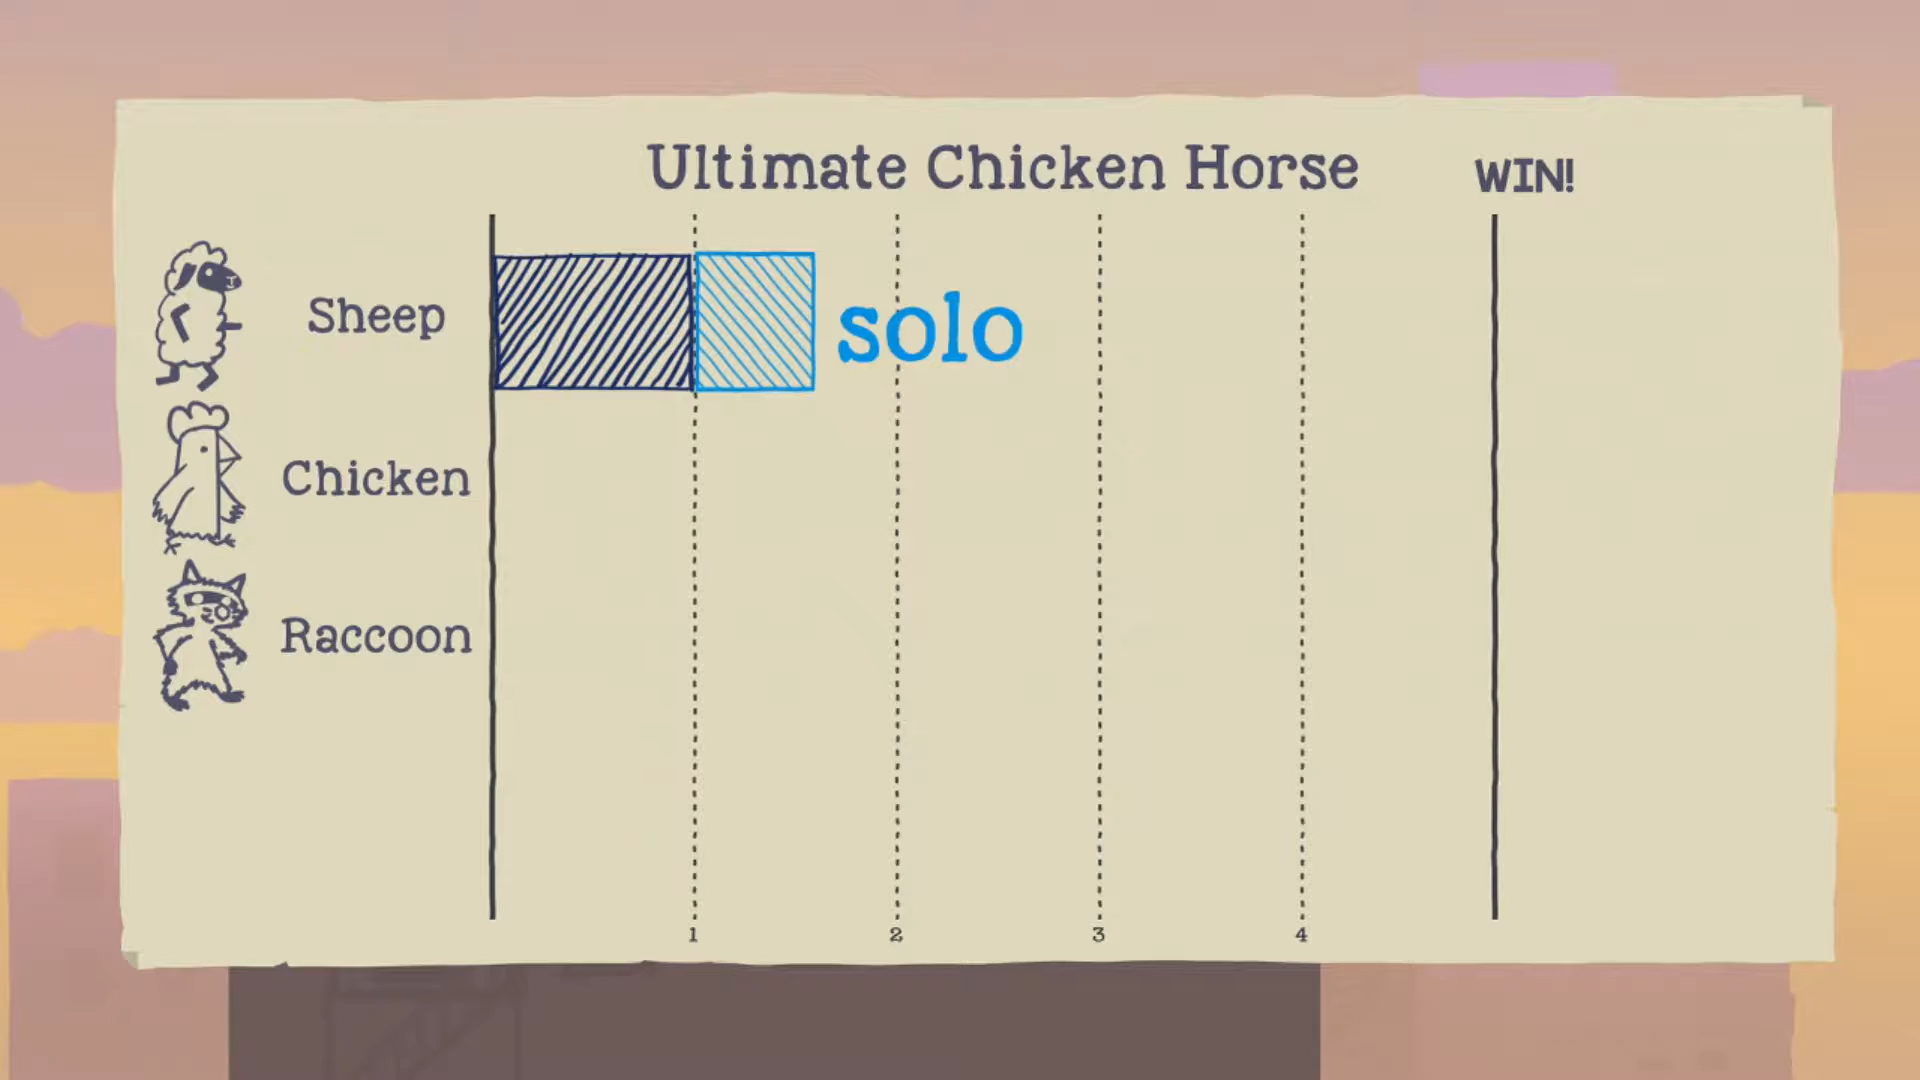 Ultimate Chicken Horse
WIN!
Sheep
solo
Chicken
Raccoon
1 2 3 4